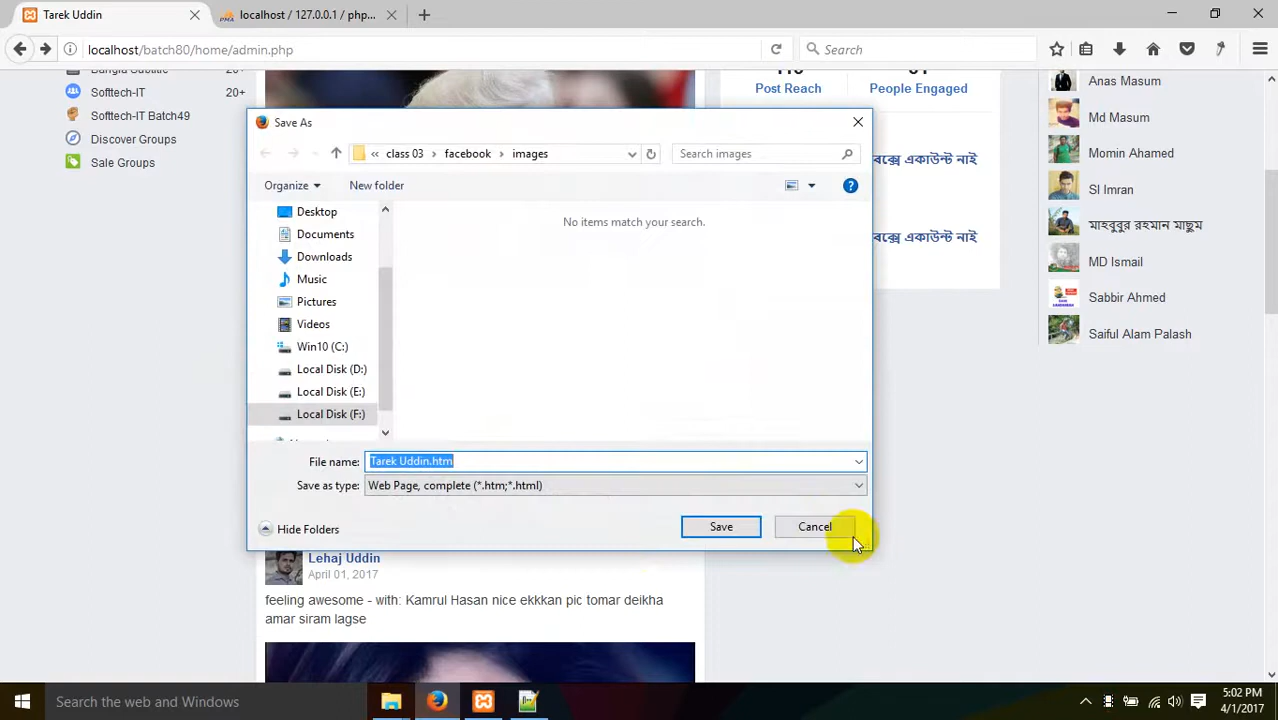 Tarek Uddin
localhost / 127.0.0.1 / php...
localhost/batch80/home/admin.php
Search
20+
Softtech-IT 20+
Softtech-IT Batch49
Discover Groups
Sale Groups
Post Reach People Engaged
বক্সে একাউন্ট নাই
বক্সে একাউন্ট নাই
Anas Masum
Md Masum
Momin Ahamed
SI Imran
মাহবুবুর রহমান মাছুম
MD Ismail
Sabbir Ahmed
Saiful Alam Palash
Save As
« class 03 › facebook › images
Search images
Organize New folder
No items match your search.
Desktop
Documents
Downloads
Music
Pictures
Videos
Win10 (C:)
Local Disk (D:)
Local Disk (E:)
Local Disk (F:)
File name: Tarek Uddin.htm
Save as type: Web Page, complete (*.htm;*.html)
Hide Folders
Save
Cancel
Lehaj Uddin
April 01, 2017
feeling awesome - with: Kamrul Hasan nice ekkkan pic tomar deikha
amar siram lagse
Search the web and Windows
5:02 PM
4/1/2017